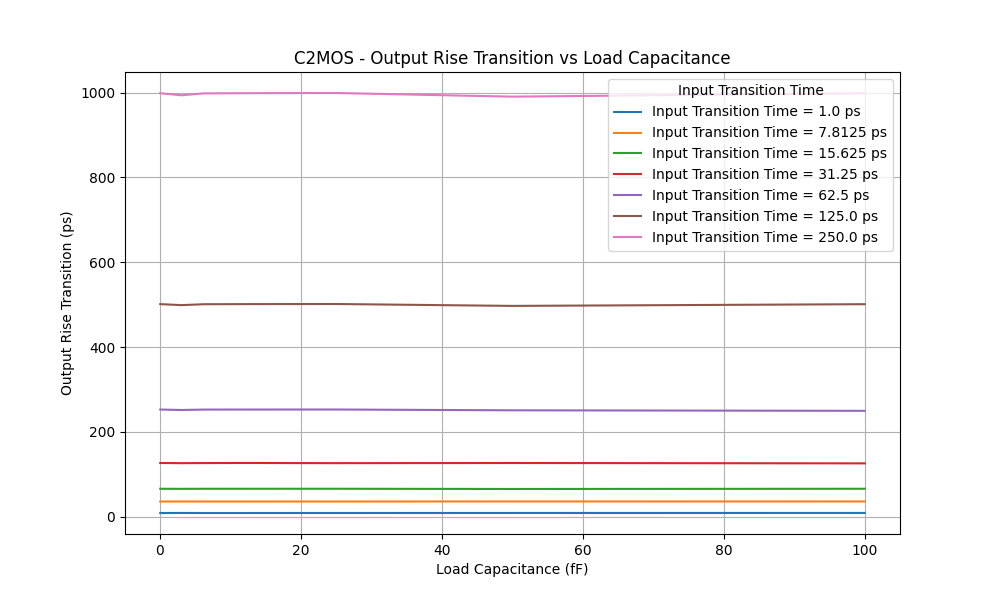 C2MOS - Output Rise Transition vs Load Capacitance
Output Rise Transition (ps)
1000
800
600
400
200
0
Input Transition Time
Input Transition Time = 1.0 ps
Input Transition Time = 7.8125 ps
Input Transition Time = 15.625 ps
Input Transition Time = 31.25 ps
Input Transition Time = 62.5 ps
Input Transition Time = 125.0 ps
Input Transition Time = 250.0 ps
0 20 40 60 80 100
Load Capacitance (fF)